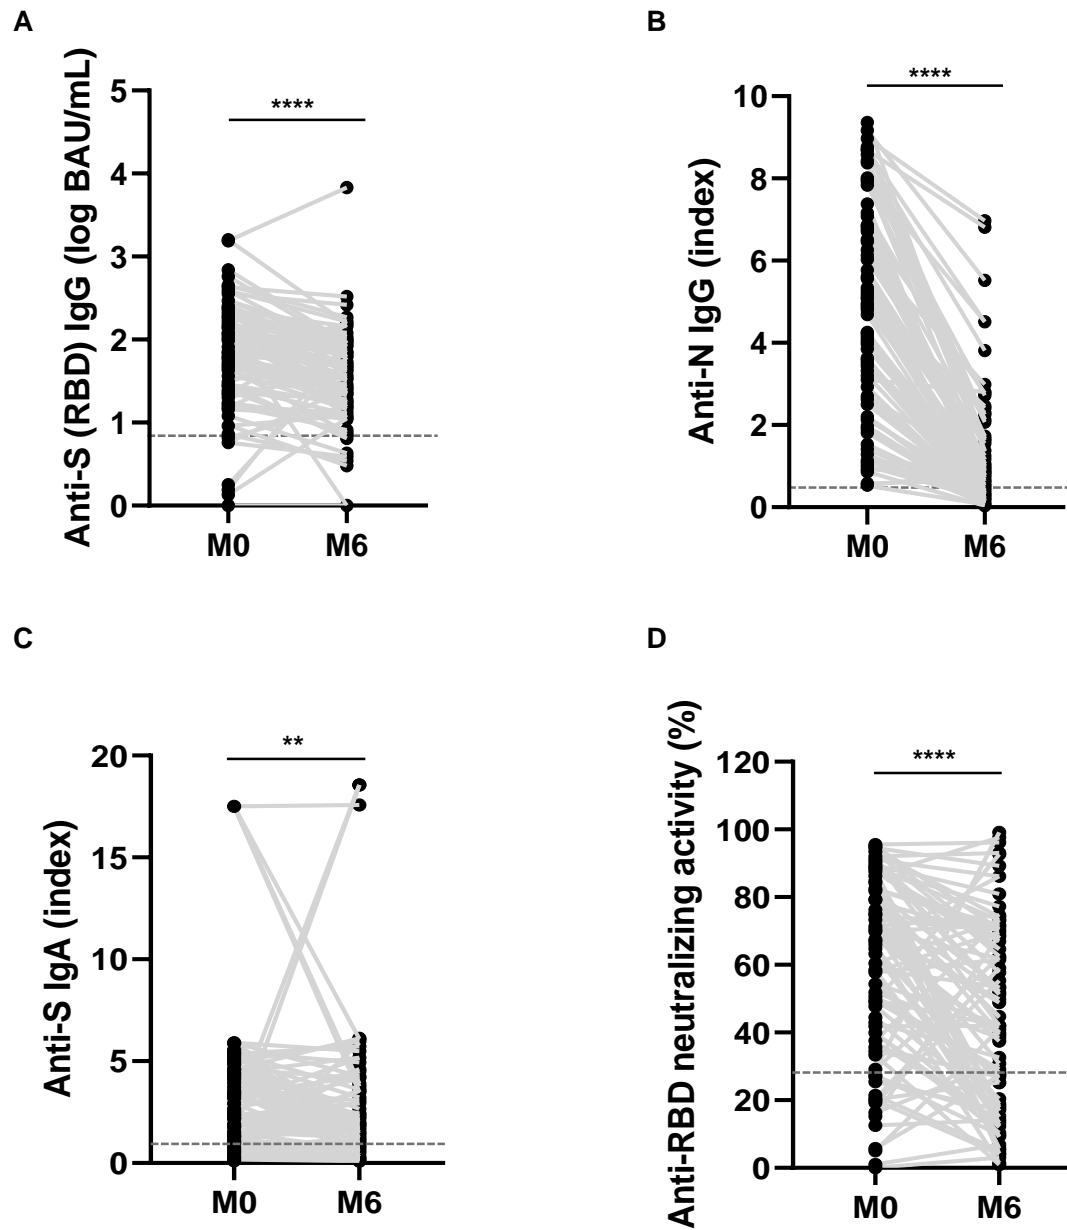 A
Anti-S (RBD) IgG (log BAU/mL)
****
5
4
3
2
1
0
M0 M6
B
Anti-N IgG (index)
****
10
8
6
4
2
0
M0 M6
C
Anti-S IgA (index)
**
20
15
10
5
0
M0 M6
D
Anti-RBD neutralizing activity (%)
****
120
100
80
60
40
20
0
M0 M6